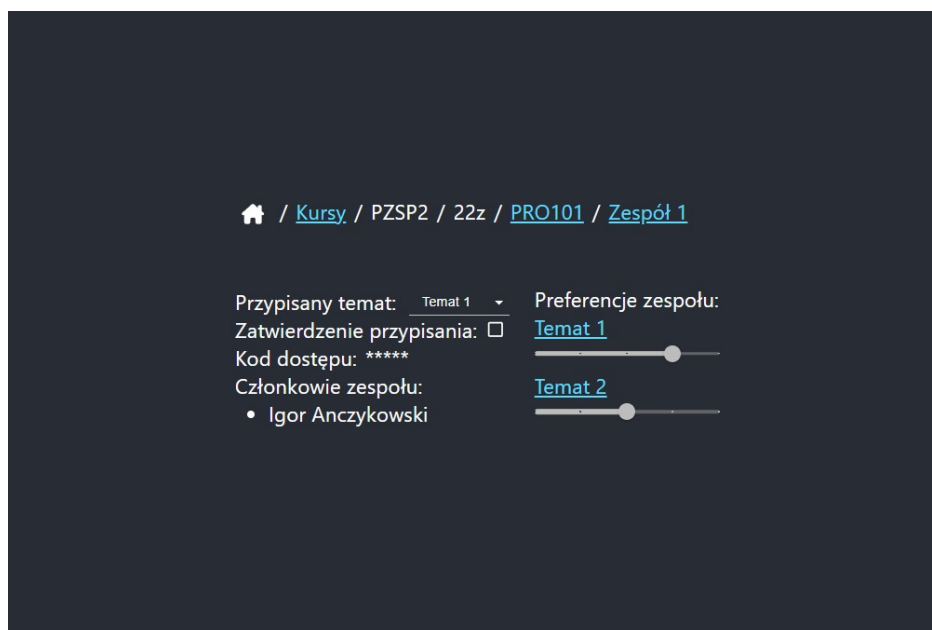 / Kursy / PZSP2 / 22z / PRO101 / Zespół 1
Przypisany temat: Temat 1
Zatwierdzenie przypisania:
Kod dostępu: *****
Członkowie zespołu:
• Igor Anczykowski
Preferencje zespołu:
Temat 1
Temat 2